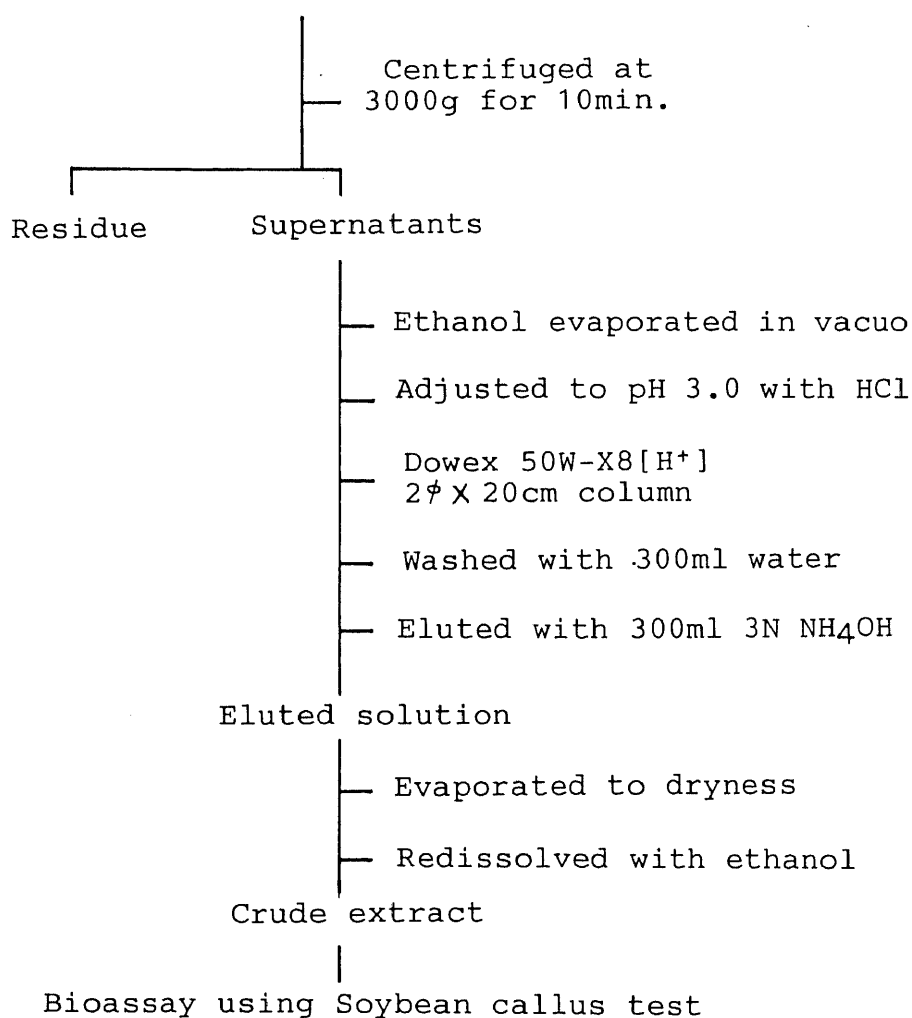 Centrifuged at
3000g for 10min.
Residue
Supernatants
Ethanol evaporated in vacuo
Adjusted to pH 3.0 with HCl
Dowex 50W-X8[H+]
2φ X 20cm column
Washed with 300ml water
Eluted with 300ml 3N NH4OH
Eluted solution
Evaporated to dryness
Redissolved with ethanol
Crude extract
Bioassay using Soybean callus test